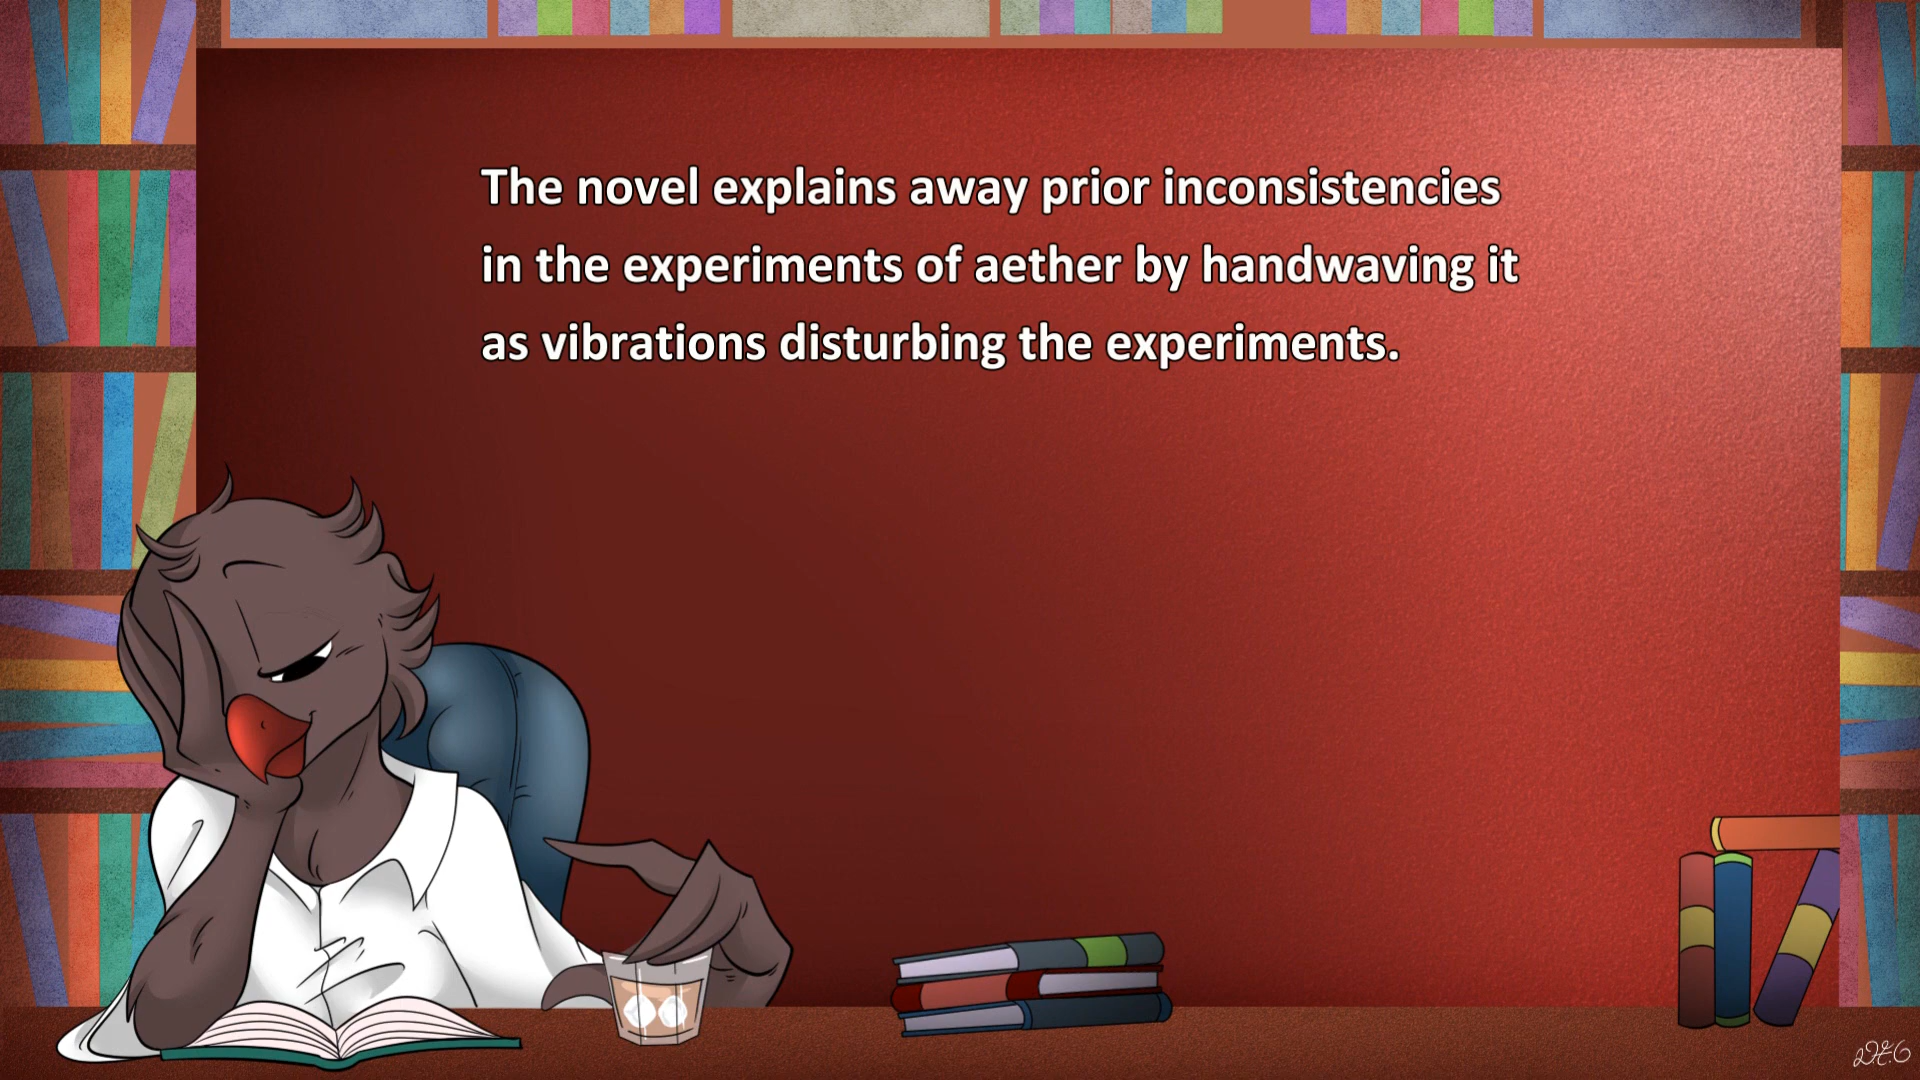 The novel explains away prior inconsistencies
in the experiments of aether by handwaving it
as vibrations disturbing the experiments.